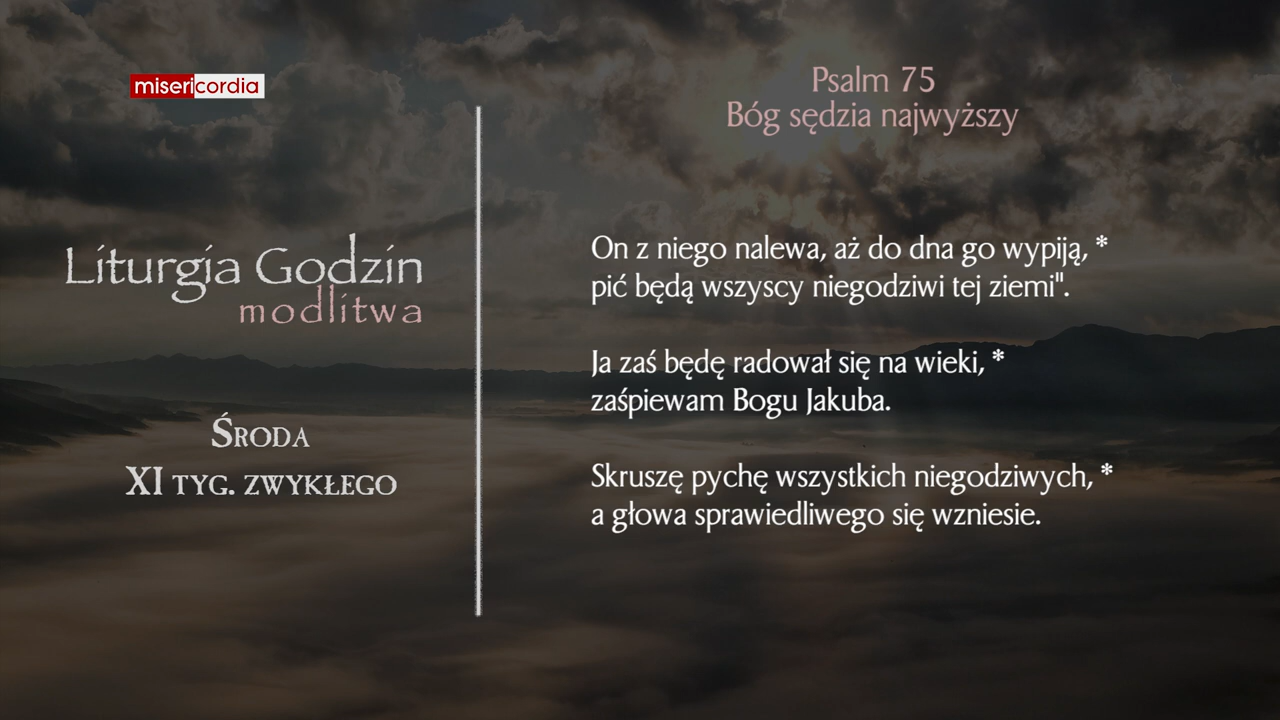 misericordia
Liturgia Godzin
modlitwa
Środa
XI tyg. zwykłego
Psalm 75
Bóg sędzia najwyższy
On z niego nalewa, aż do dna go wypiją, *
pić będą wszyscy niegodziwi tej ziemi".
Ja zaś będę radował się na wieki, *
zaśpiewam Bogu Jakuba.
Skruszę pychę wszystkich niegodziwych, *
a głowa sprawiedliwego się wzniesie.